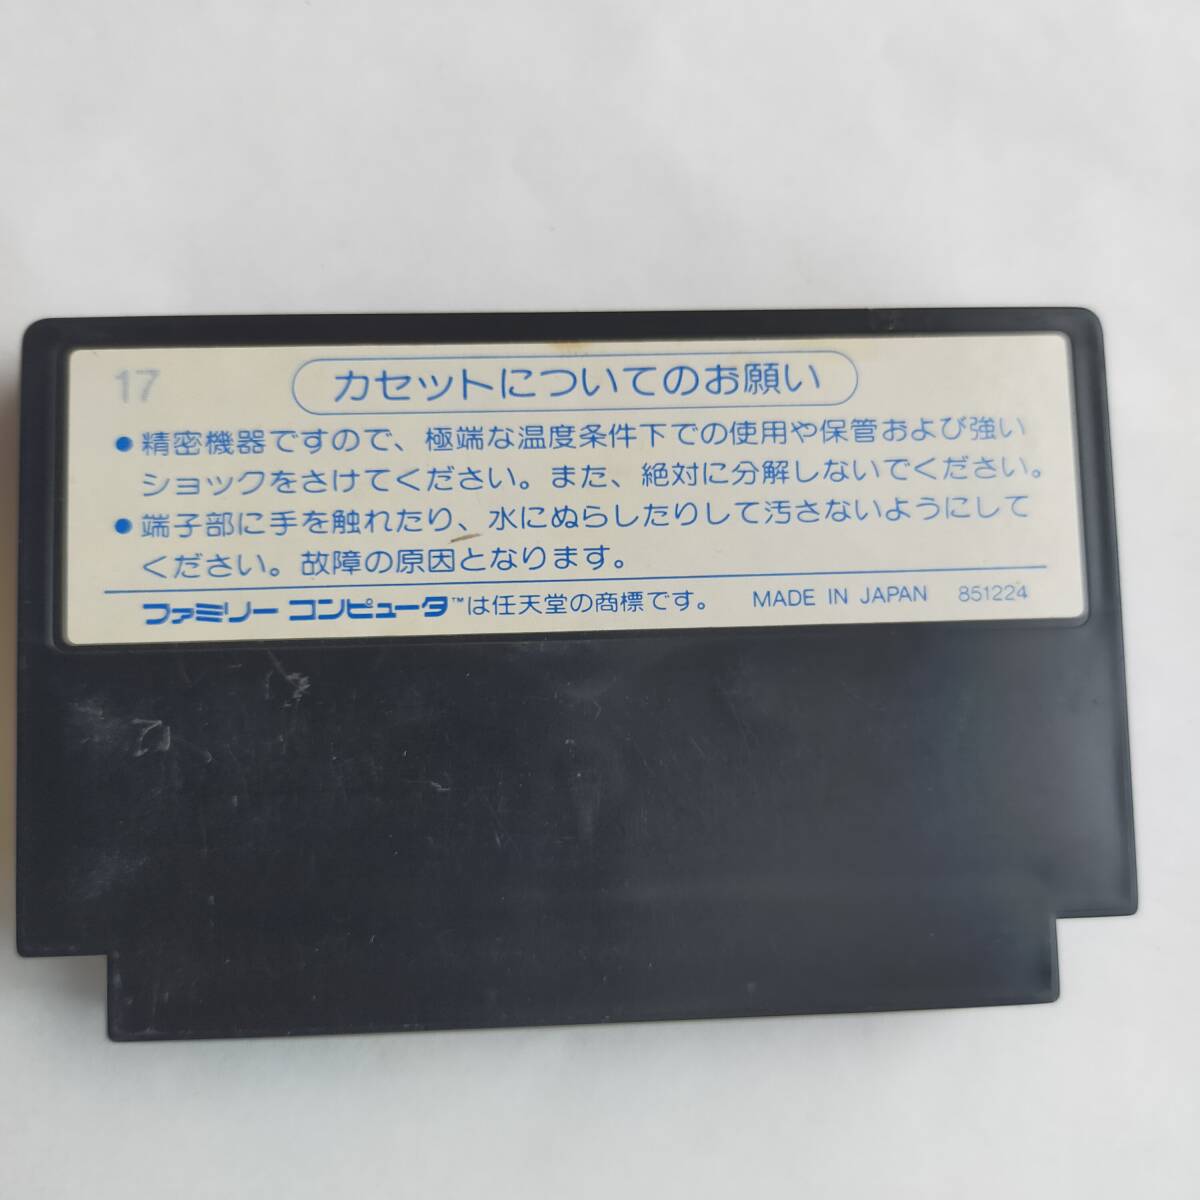 17
カセットについてのお願い
●精密機器ですので、極端な温度条件下での使用や保管および強い
ショックをさけてください。また、絶対に分解しないでください。
●端子部に手を触れたり、水にぬらしたりして汚さないようにして
ください。故障の原因となります。
ファミリー コンピュータ™は任天堂の商標です。 MADE IN JAPAN 851224